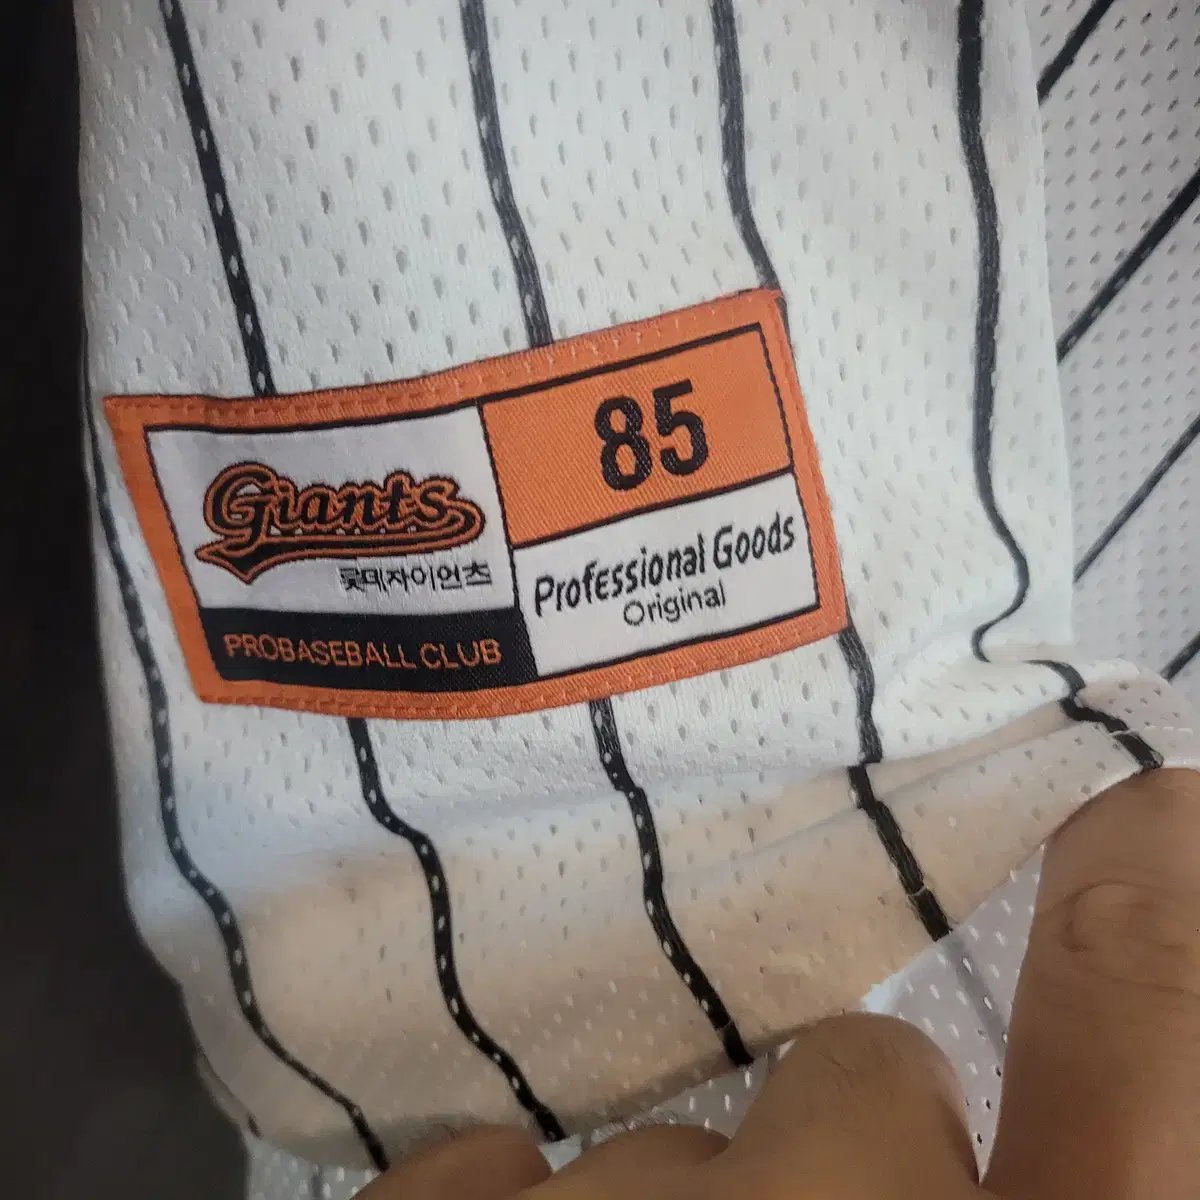 Giants
롯데자이언츠
PROBASEBALL CLUB
85
Professional Goods
Original